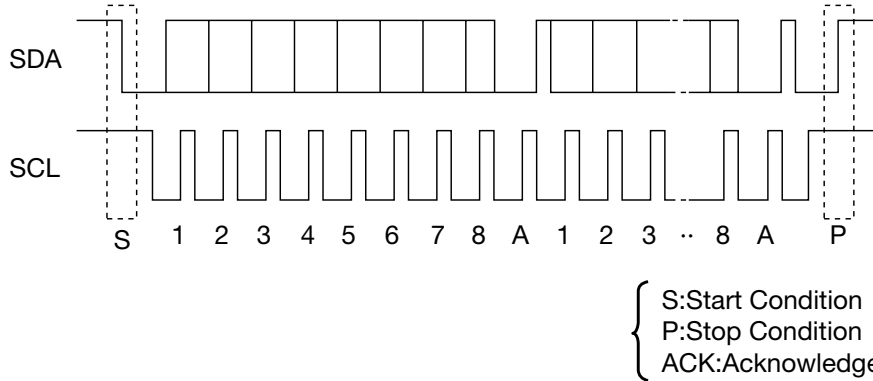 SDA
SCL
S 1 2 3 4 5 6 7 8 A 1 2 3 ·· 8 A P
S:Start Condition
P:Stop Condition
ACK:Acknowledge